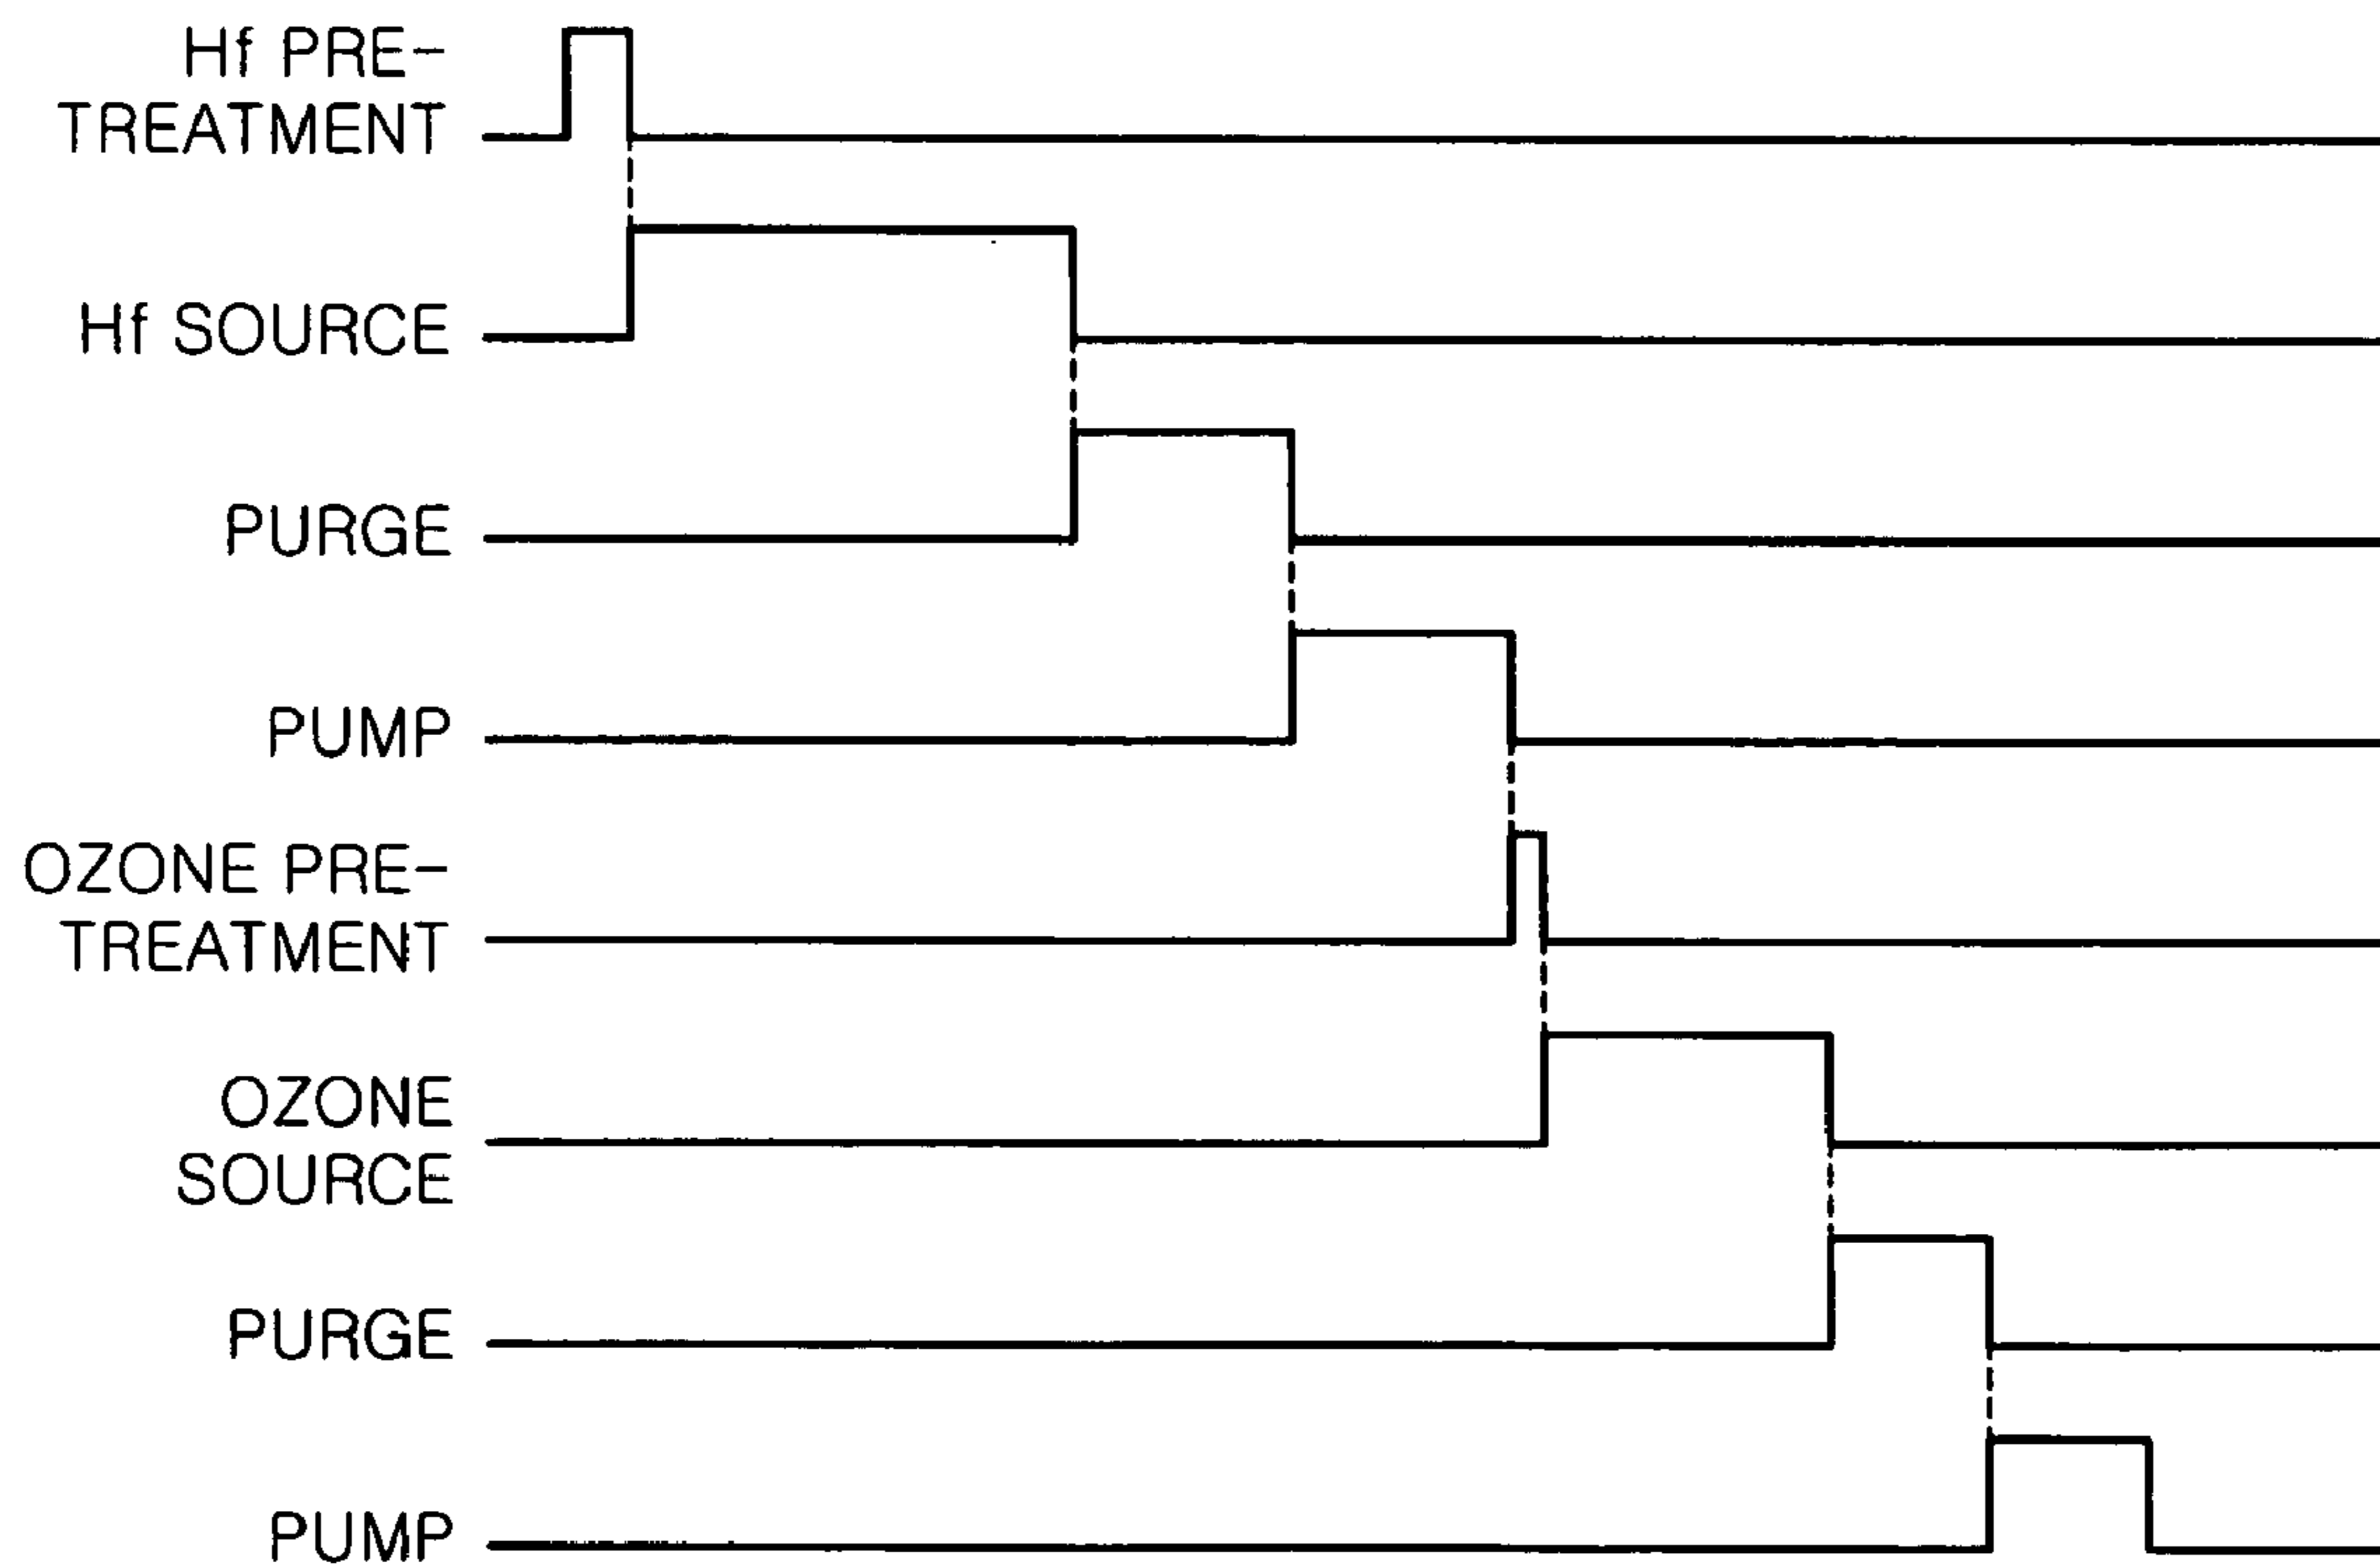 Hf PRE-
TREATMENT
Hf SOURCE
PURGE
PUMP
OZONE PRE-
TREATMENT
OZONE
SOURCE
PURGE
PUMP